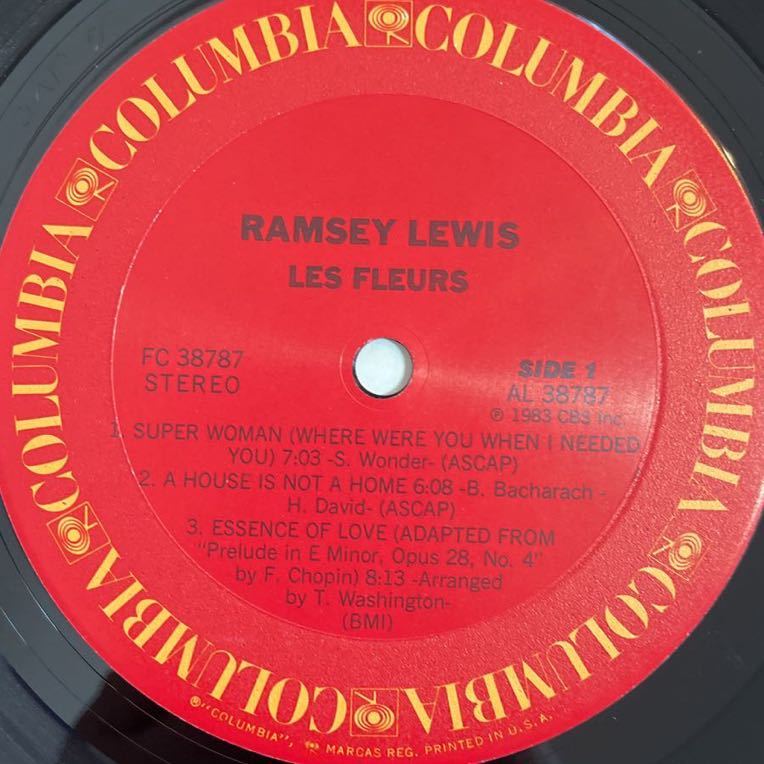 COLUMBIA COLUMBIA COLUMBIA COLUMBIA COLUMBIA COLUMBIA COLUMBIA COLUMBIA
RAMSEY LEWIS
LES FLEURS
FC 38787
STEREO
SIDE 1
AL 38787
℗ 1983 CBS Inc.
1. SUPER WOMAN (WHERE WERE YOU WHEN I NEEDED
YOU) 7:03 -S. Wonder- (ASCAP)
2. A HOUSE IS NOT A HOME 6:08 -B. Bacharach -
H. David- (ASCAP)
3. ESSENCE OF LOVE (ADAPTED FROM
"Prelude in E Minor, Opus 28, No. 4"
by F. Chopin) 8:13 -Arranged
by T. Washington-
(BMI)
®"COLUMBIA", MARCAS REG. PRINTED IN U.S.A.